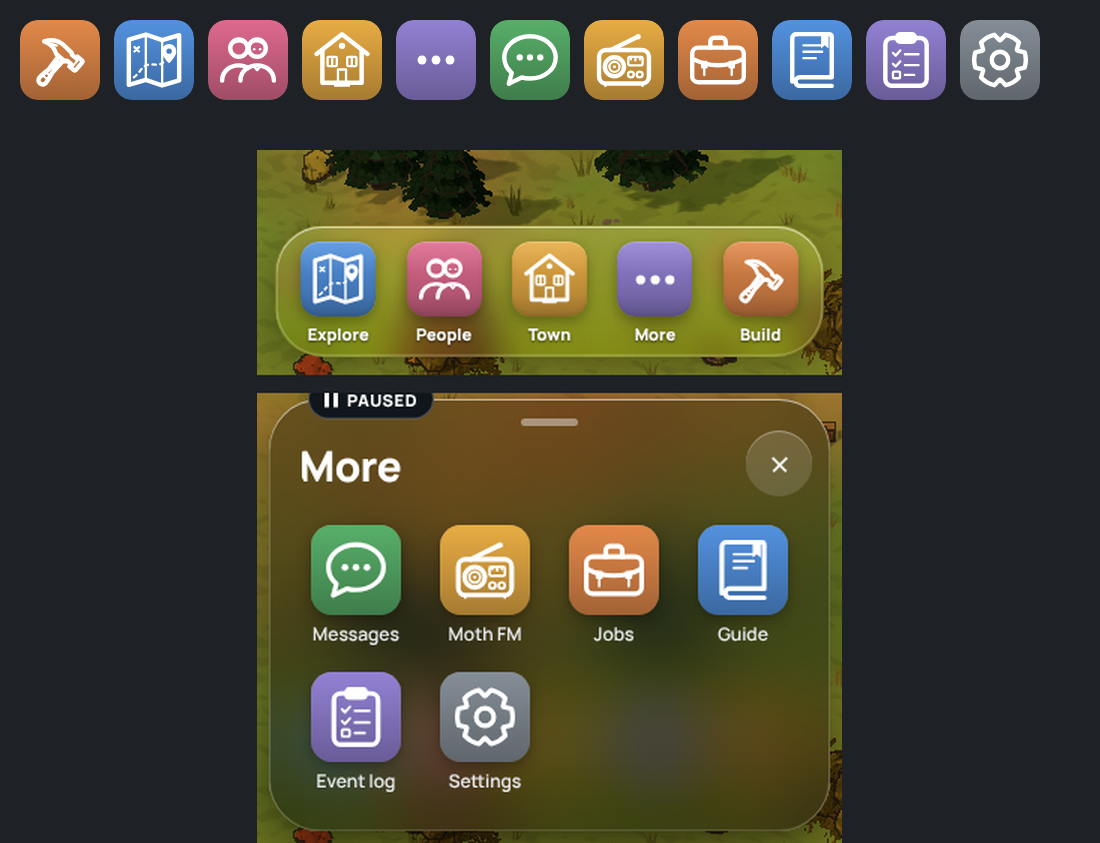 Explore People Town More Build
PAUSED
More
Messages Moth FM Jobs Guide
Event log Settings